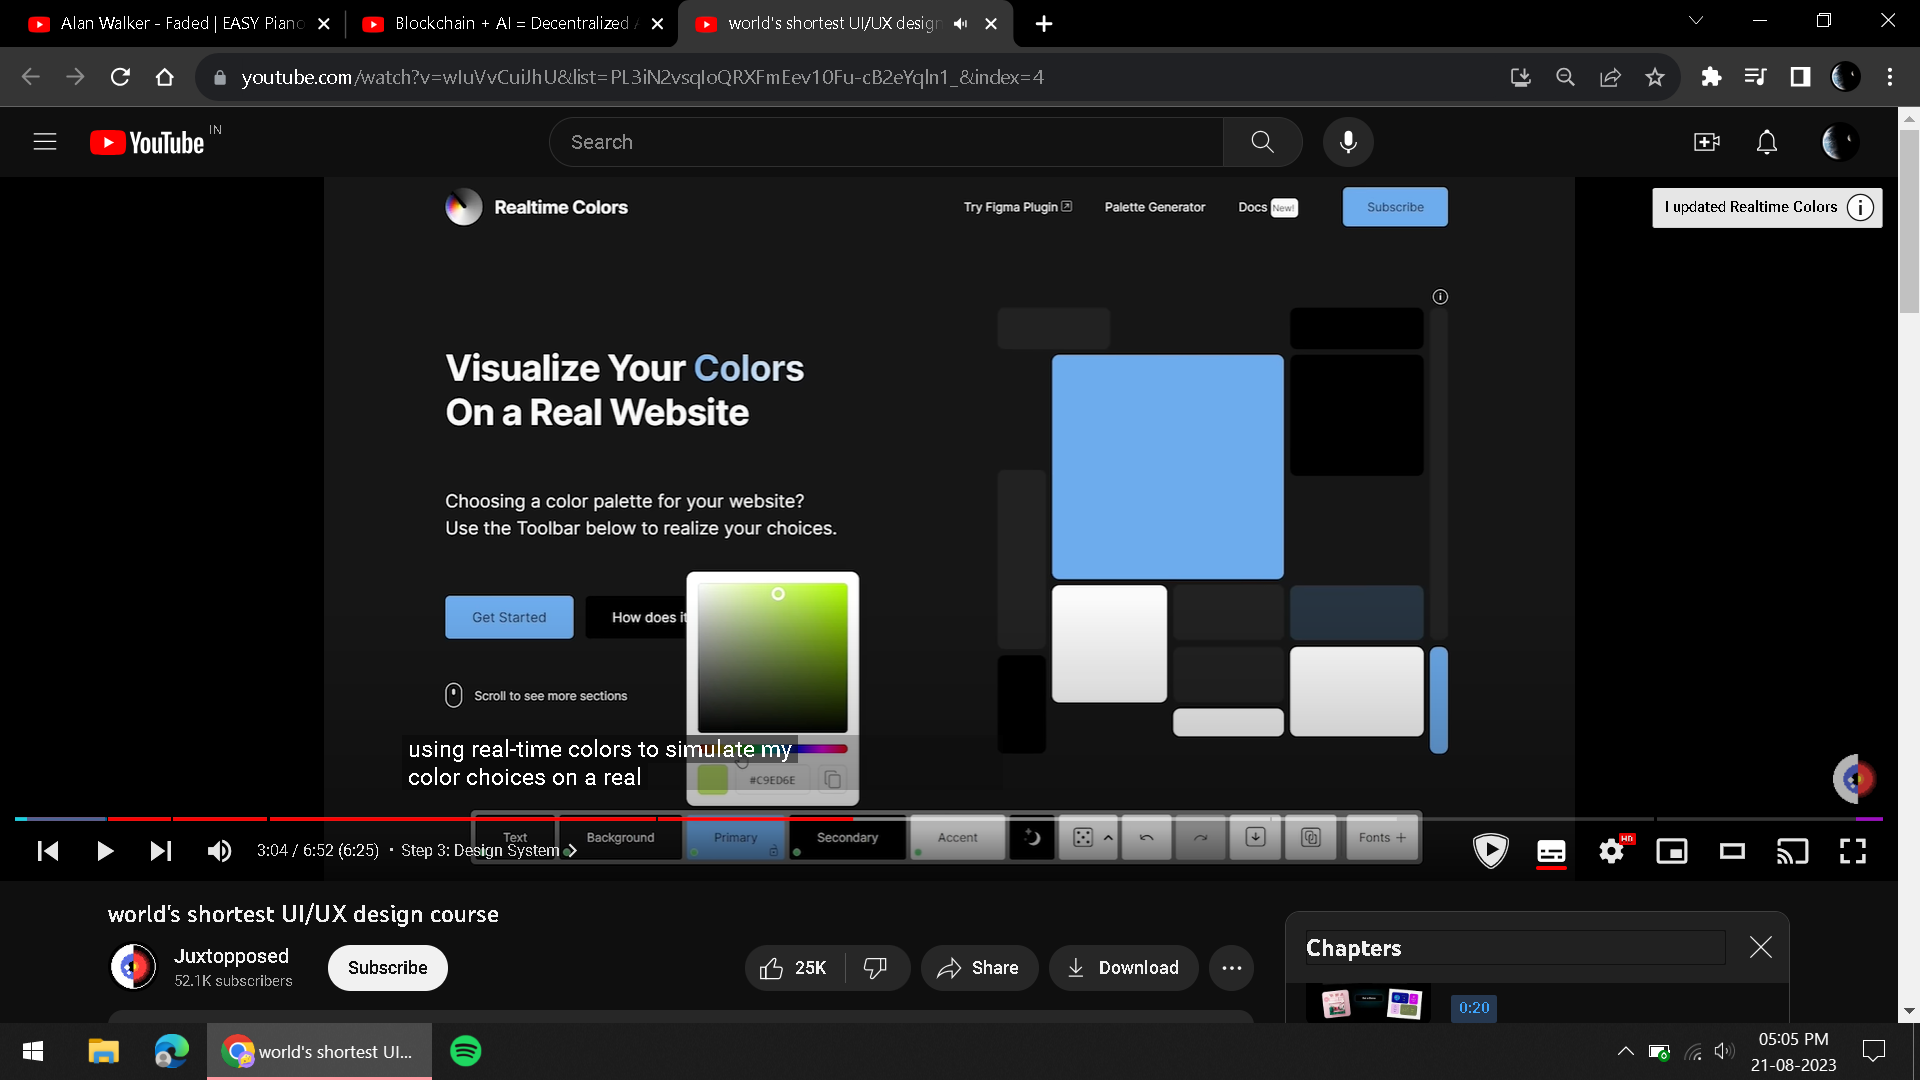 Alan Walker - Faded | EASY Piano
Blockchain + AI = Decentralized
world's shortest UI/UX design
youtube.com/watch?v=wIuVvCuiJhU&list=PL3iN2vsqIoQRXFmEev10Fu-cB2eYqln1_&index=4
YouTube IN
Search
Realtime Colors
Try Figma Plugin
Palette Generator
Docs New!
Subscribe
I updated Realtime Colors
Visualize Your Colors
On a Real Website
Choosing a color palette for your website?
Use the Toolbar below to realize your choices.
Get Started
How does it
Scroll to see more sections
using real-time colors to simulate my
color choices on a real
#C9ED6E
Text
Background
Primary
Secondary
Accent
Fonts +
3:04 / 6:52 (6:25) · Step 3: Design System
HD
world's shortest UI/UX design course
Juxtopposed
52.1K subscribers
Subscribe
25K
Share
Download
Chapters
0:20
world's shortest UI...
05:05 PM
21-08-2023